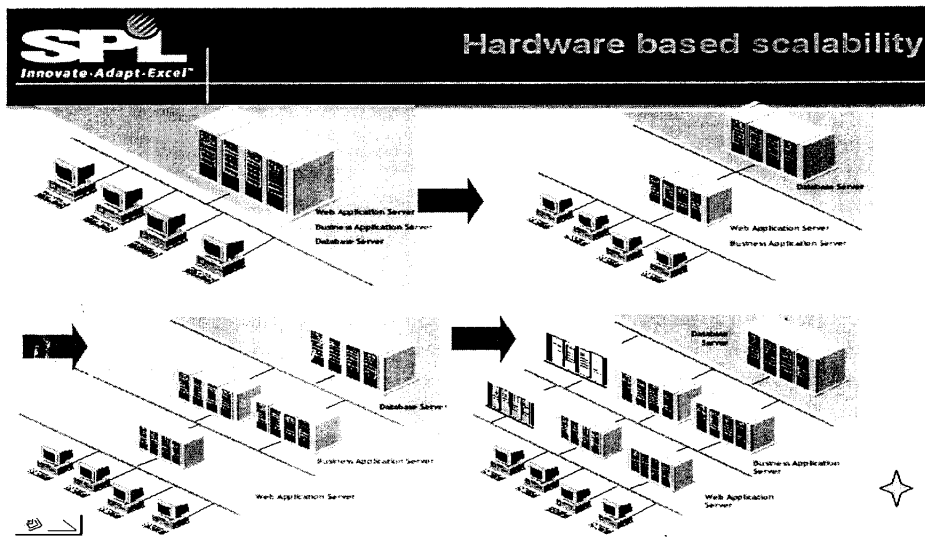 SPL
Innovate·Adapt·Excel™
Hardware based scalability
Web Application Server
Business Application Server
Database Server
Database Server
Web Application Server
Business Application Server
Database Server
Business Application Server
Web Application Server
Database
Server
Business Application
Server
Web Application
Server